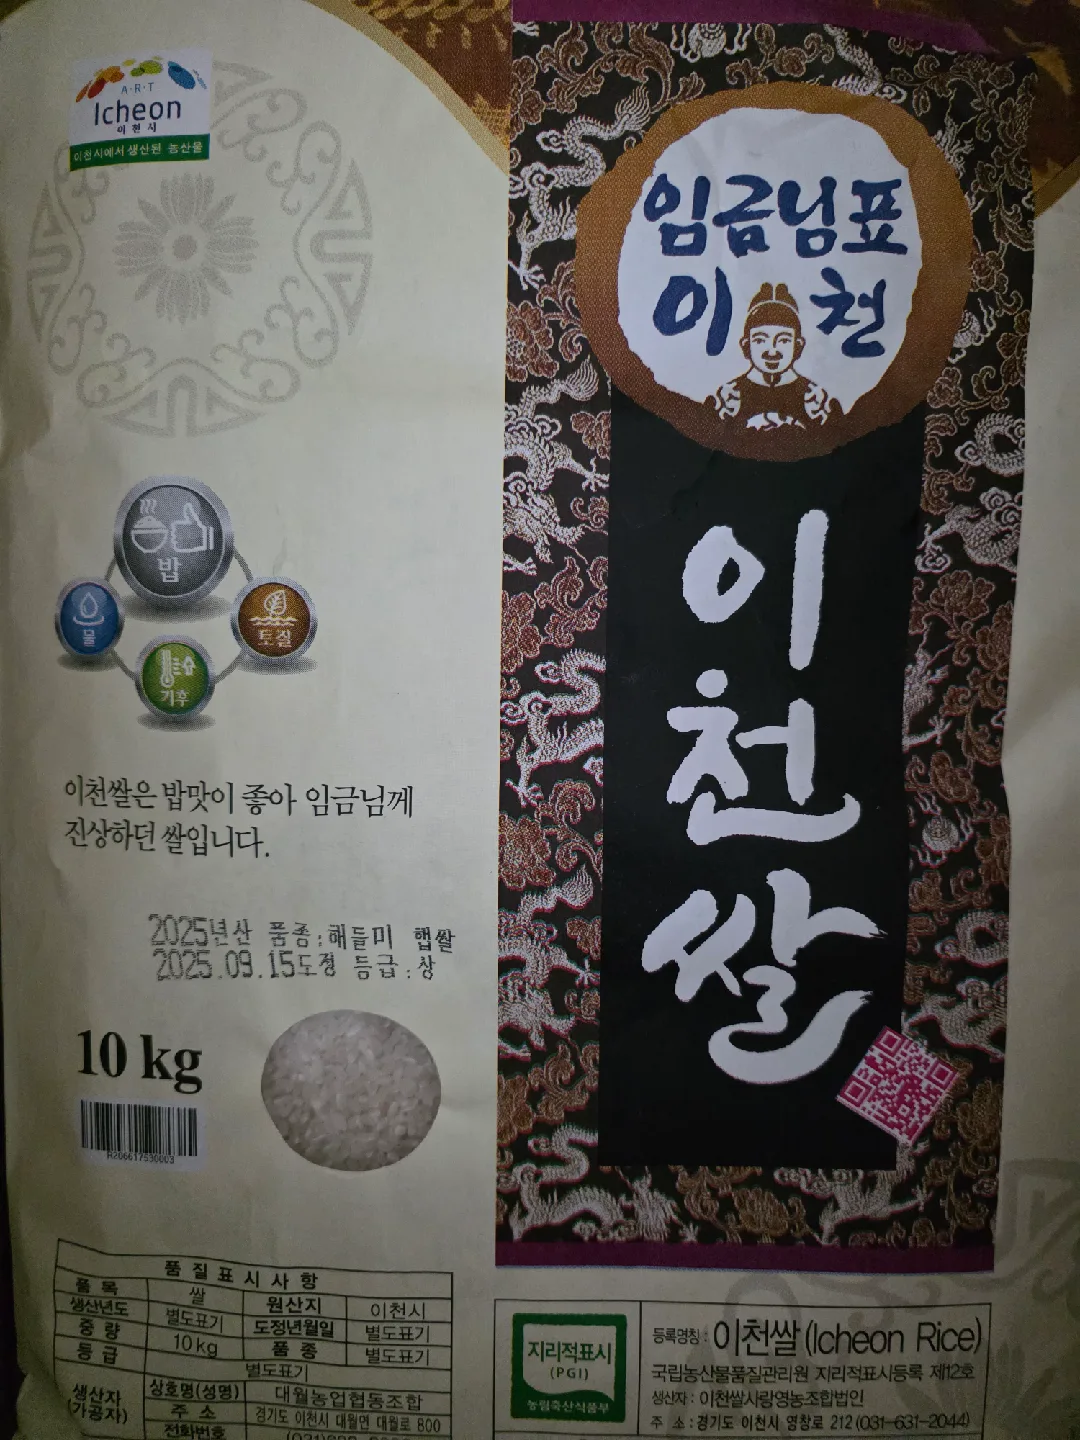 A·R·T
Icheon
이천시
이천시에서 생산된 농산물
임금님표
이천
이천쌀
밥
물
토질
기후
이천쌀은 밥맛이 좋아 임금님께
진상하던 쌀입니다.
2025년산 품종:해들미 햅쌀
2025.09.15도정 등급:상
10 kg
R206617530003
품질표시사항
품목 쌀 원산지 이천시
생산년도 별도표기 도정년월일 별도표기
중량 10kg 품종 별도표기
등급 별도표기
생산자 (가공자) 상호명(성명) 대월농업협동조합
주소 경기도 이천시 대월면 대월로 800
전화번호
지리적표시
(PGI)
농림축산식품부
등록명칭 : 이천쌀 (Icheon Rice)
국립농산물품질관리원 지리적표시등록 제12호
생산자 : 이천쌀사랑영농조합법인
주 소 : 경기도 이천시 영창로 212 (031-631-2044)